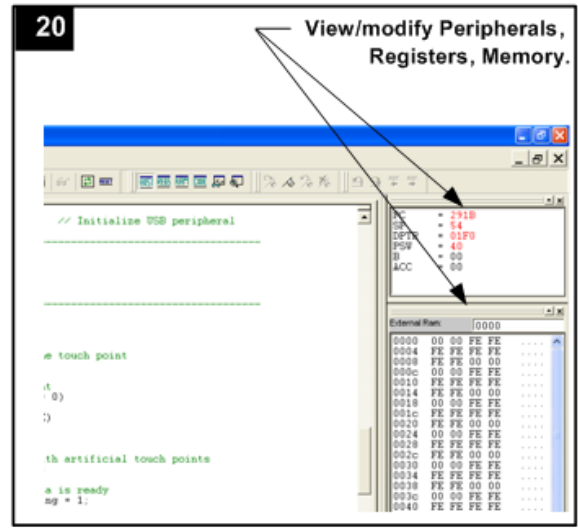 20
View/modify Peripherals,
Registers, Memory.
// Initialize USB peripheral
PC = 291B
SP = 54
DPTR = 01F0
PSW = 40
B = 00
ACC = 00
External Ram: 0000
0000 00 00 FE FE ....
0004 FE FE FE FE ....
0008 FE FE 00 00 ....
000c 00 00 FE FE ....
0010 FE FE FE FE ....
0014 FE FE 00 00 ....
0018 00 00 FE FE ....
001c FE FE FE FE ....
0020 FE FE 00 00 ....
0024 00 00 FE FE ....
0028 FE FE FE FE ....
002c FE FE 00 00 ....
0030 00 00 FE FE ....
0034 FE FE FE FE ....
0038 FE FE 00 00 ....
003c 00 00 FE FE ....
0040 FE FE FE FE ....
touch point
0)
th artificial touch points
a is ready
ng = 1;